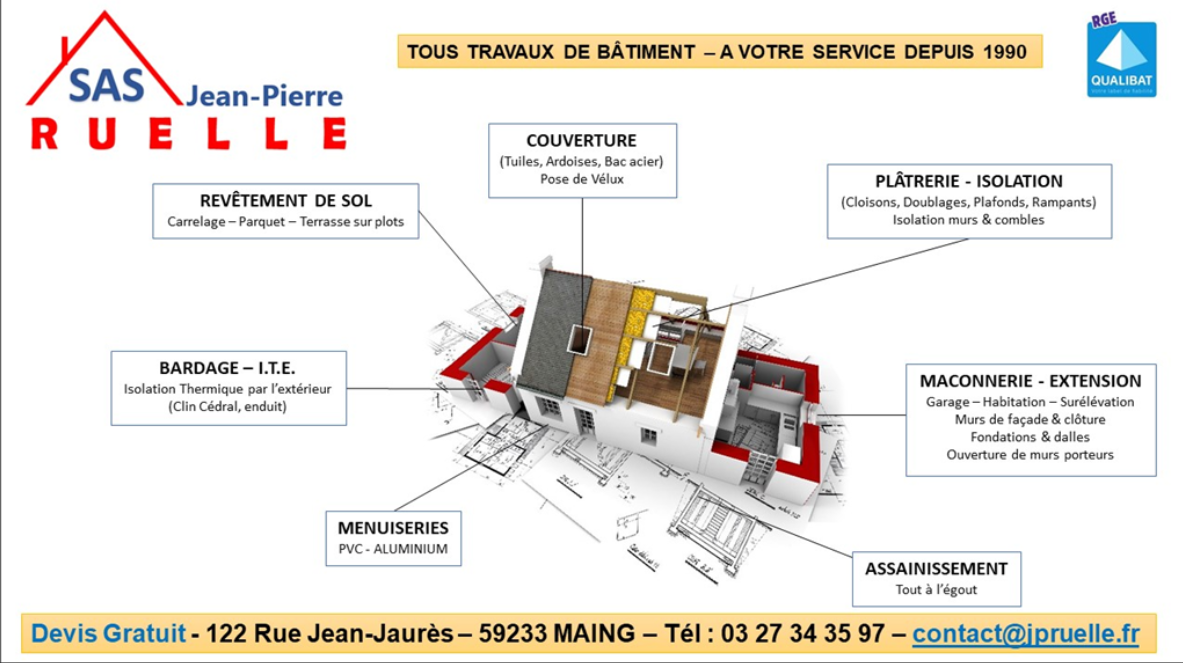 SAS
Jean-Pierre
RUELLE
TOUS TRAVAUX DE BÂTIMENT – A VOTRE SERVICE DEPUIS 1990
RGE
QUALIBAT
COUVERTURE
(Tuiles, Ardoises, Bac acier)
Pose de Vélux
REVÊTEMENT DE SOL
Carrelage – Parquet – Terrasse sur plots
PLÂTRERIE - ISOLATION
(Cloisons, Doublages, Plafonds, Rampants)
Isolation murs & combles
BARDAGE – I.T.E.
Isolation Thermique par l'extérieur
(Clin Cédral, enduit)
MACONNERIE - EXTENSION
Garage – Habitation – Surélévation
Murs de façade & clôture
Fondations & dalles
Ouverture de murs porteurs
MENUISERIES
PVC - ALUMINIUM
ASSAINISSEMENT
Tout à l'égout
Devis Gratuit - 122 Rue Jean-Jaurès – 59233 MAING – Tél : 03 27 34 35 97 – contact@jpruelle.fr